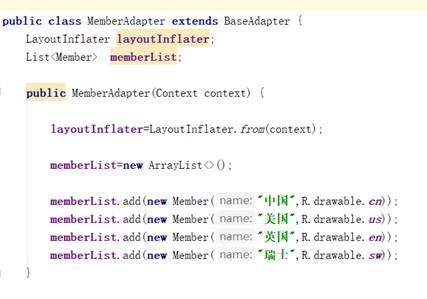 public class MemberAdapter extends BaseAdapter {
LayoutInflater layoutInflater;
List<Member> memberList;
public MemberAdapter(Context context) {
layoutInflater=LayoutInflater.from(context);
memberList=new ArrayList<>();
memberList.add(new Member( name: "中国",R.drawable.cn));
memberList.add(new Member( name: "美国",R.drawable.us));
memberList.add(new Member( name: "英国",R.drawable.en));
memberList.add(new Member( name: "瑞士",R.drawable.sw));
}